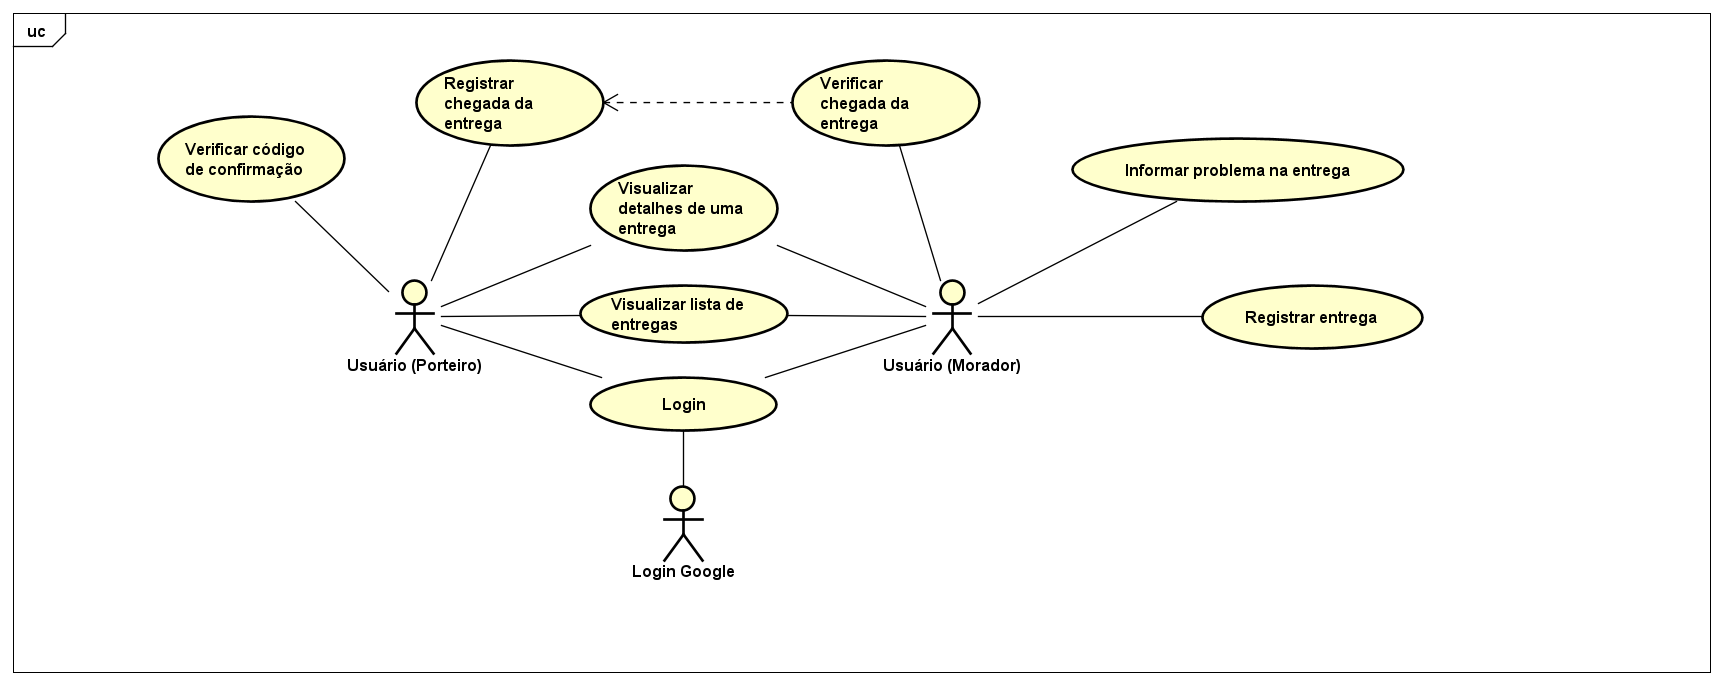 uc
Registrar
chegada da
entrega
Verificar
chegada da
entrega
Verificar código
de confirmação
Informar problema na entrega
Visualizar
detalhes de uma
entrega
Visualizar lista de
entregas
Registrar entrega
Usuário (Porteiro)
Usuário (Morador)
Login
Login Google